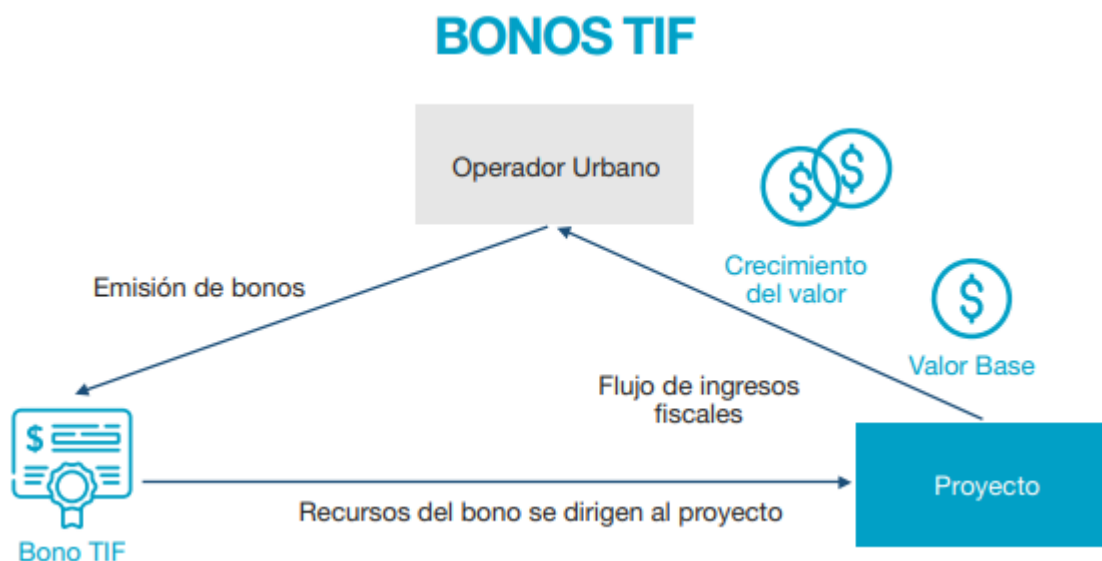 BONOS TIF
Operador Urbano
$ $
Crecimiento
del valor
Emisión de bonos
$
Valor Base
Flujo de ingresos
fiscales
$
Proyecto
Recursos del bono se dirigen al proyecto
Bono TIF